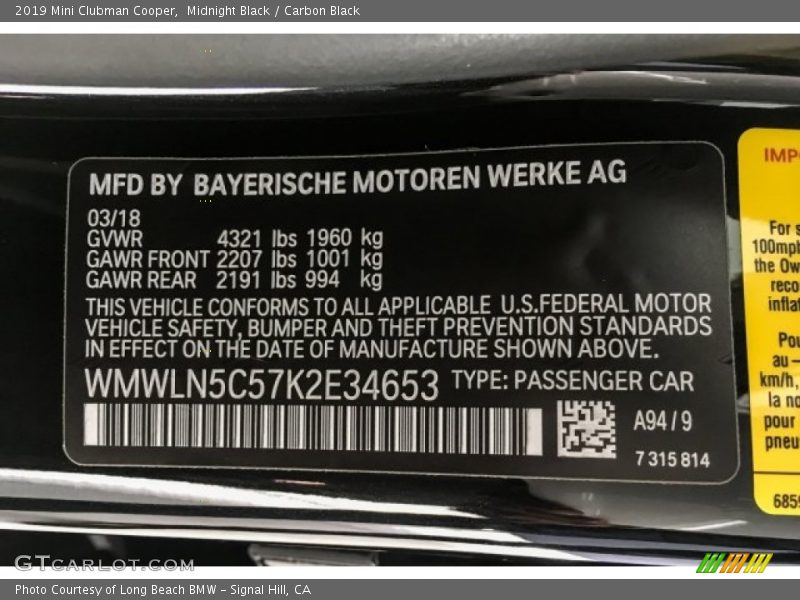 2019 Mini Clubman Cooper,  Midnight Black / Carbon Black
MFD BY BAYERISCHE MOTOREN WERKE AG
03/18
GVWR 4321 lbs 1960 kg
GAWR FRONT 2207 lbs 1001 kg
GAWR REAR 2191 lbs 994 kg
THIS VEHICLE CONFORMS TO ALL APPLICABLE U.S.FEDERAL MOTOR
VEHICLE SAFETY, BUMPER AND THEFT PREVENTION STANDARDS
IN EFFECT ON THE DATE OF MANUFACTURE SHOWN ABOVE.
WMWLN5C57K2E34653 TYPE: PASSENGER CAR
A94 / 9
7 315 814
IMP
For s
100mph
the Ow
reco
inflat
Pou
au –
km/h,
la no
pour
pneu
685
GTCARLOT.COM
Photo Courtesy of Long Beach BMW - Signal Hill, CA